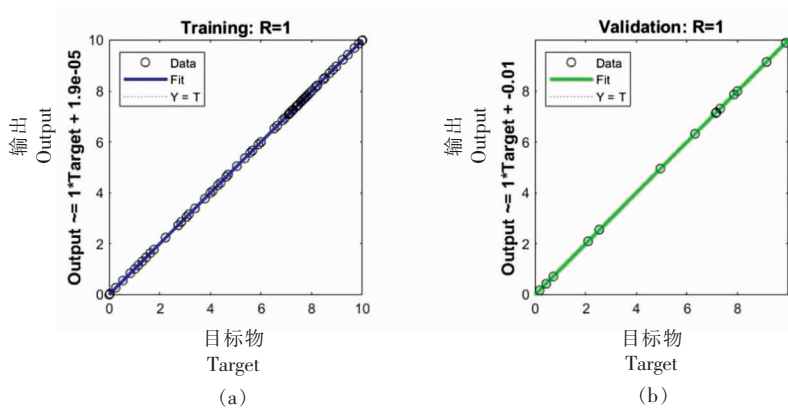 Training: R=1
Data
Fit
Y = T
输出
Output
Output ~= 1*Target + 1.9e-05
10
8
6
4
2
0
0 2 4 6 8 10
目标物
Target
(a)
Validation: R=1
Data
Fit
Y = T
输出
Output
Output ~= 1*Target + -0.01
8
6
4
2
0
0 2 4 6 8
目标物
Target
(b)